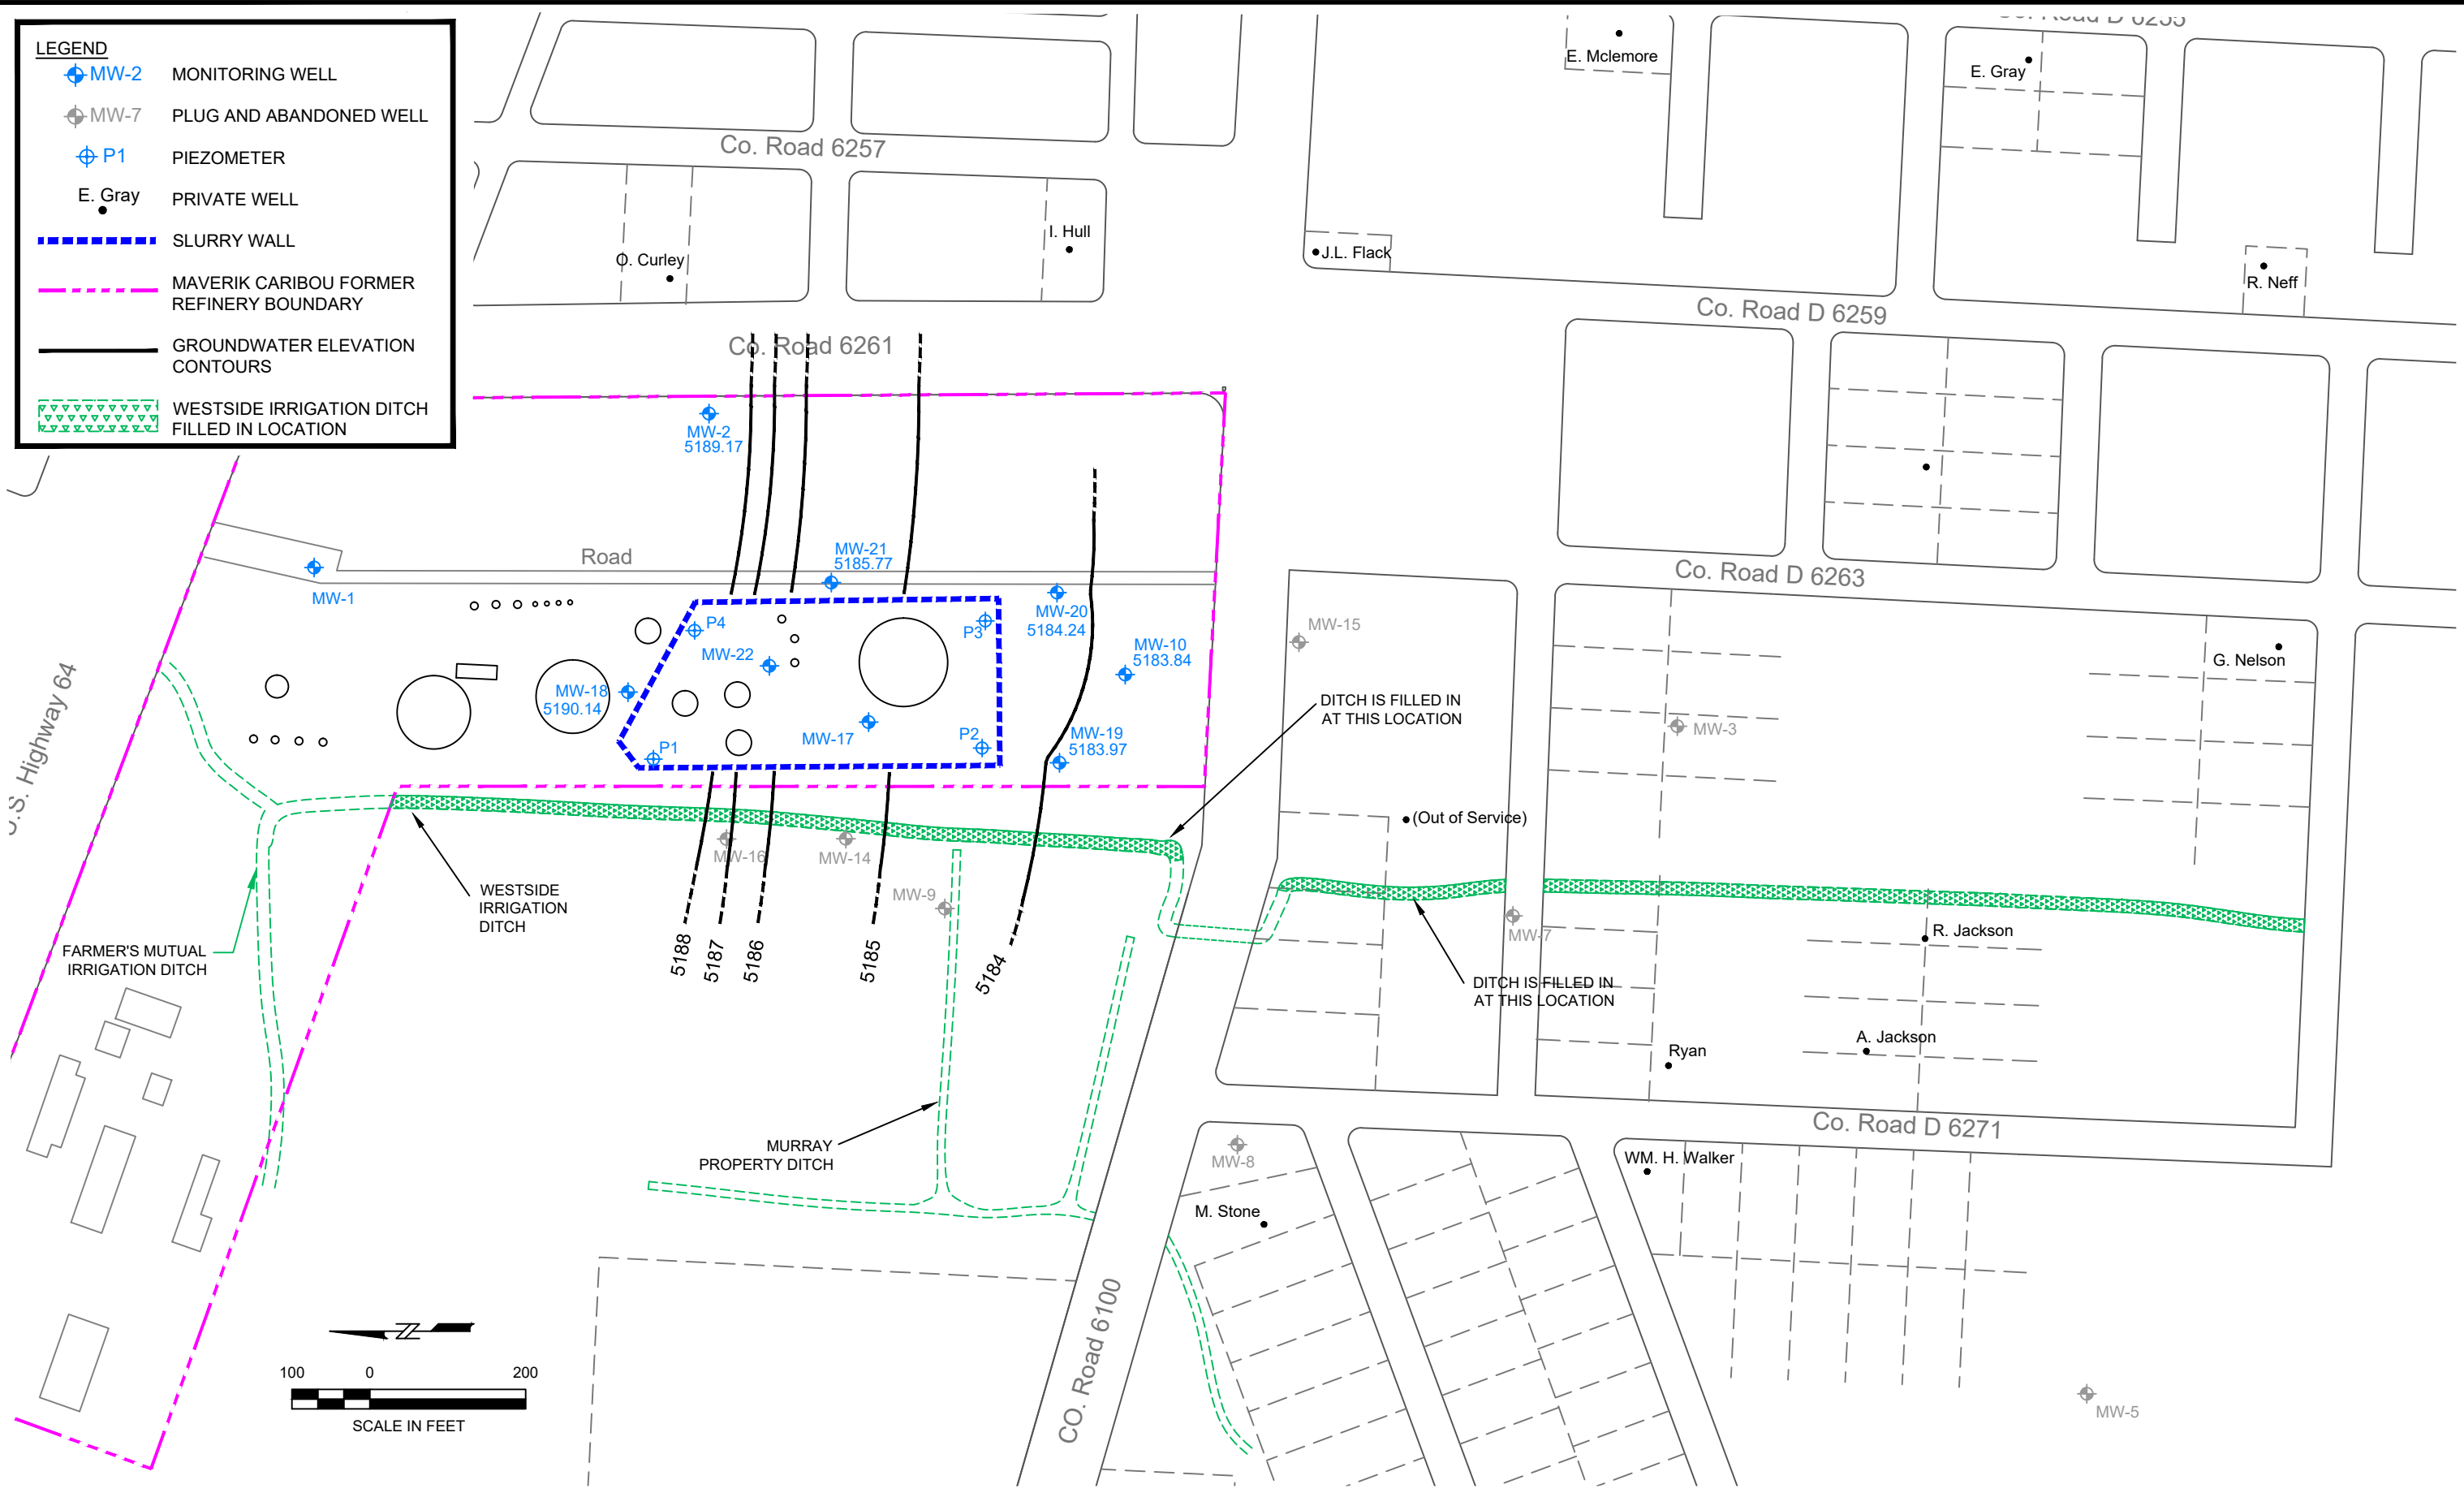 LEGEND
MW-2 MONITORING WELL
MW-7 PLUG AND ABANDONED WELL
P1 PIEZOMETER
E. Gray PRIVATE WELL
SLURRY WALL
MAVERIK CARIBOU FORMER
REFINERY BOUNDARY
GROUNDWATER ELEVATION
CONTOURS
WESTSIDE IRRIGATION DITCH
FILLED IN LOCATION
Co. Road D 6255
E. Mclemore
E. Gray
Co. Road 6257
I. Hull
O. Curley
J.L. Flack
R. Neff
Co. Road D 6259
Co. Road 6261
MW-2
5189.17
Road
MW-21
5185.77
MW-1
Co. Road D 6263
MW-20
5184.24
P4
P3
MW-22
MW-10
5183.84
MW-15
G. Nelson
MW-18
5190.14
DITCH IS FILLED IN
AT THIS LOCATION
U.S. Highway 64
MW-17
P1
P2
MW-19
5183.97
MW-3
(Out of Service)
MW-16
MW-14
MW-9
WESTSIDE
IRRIGATION
DITCH
MW-7
R. Jackson
FARMER'S MUTUAL
IRRIGATION DITCH
5188
5187
5186
5185
5184
DITCH IS FILLED IN
AT THIS LOCATION
Ryan
A. Jackson
Co. Road D 6271
MURRAY
PROPERTY DITCH
MW-8
WM. H. Walker
M. Stone
CO. Road 6100
N
100 0 200
SCALE IN FEET
MW-5